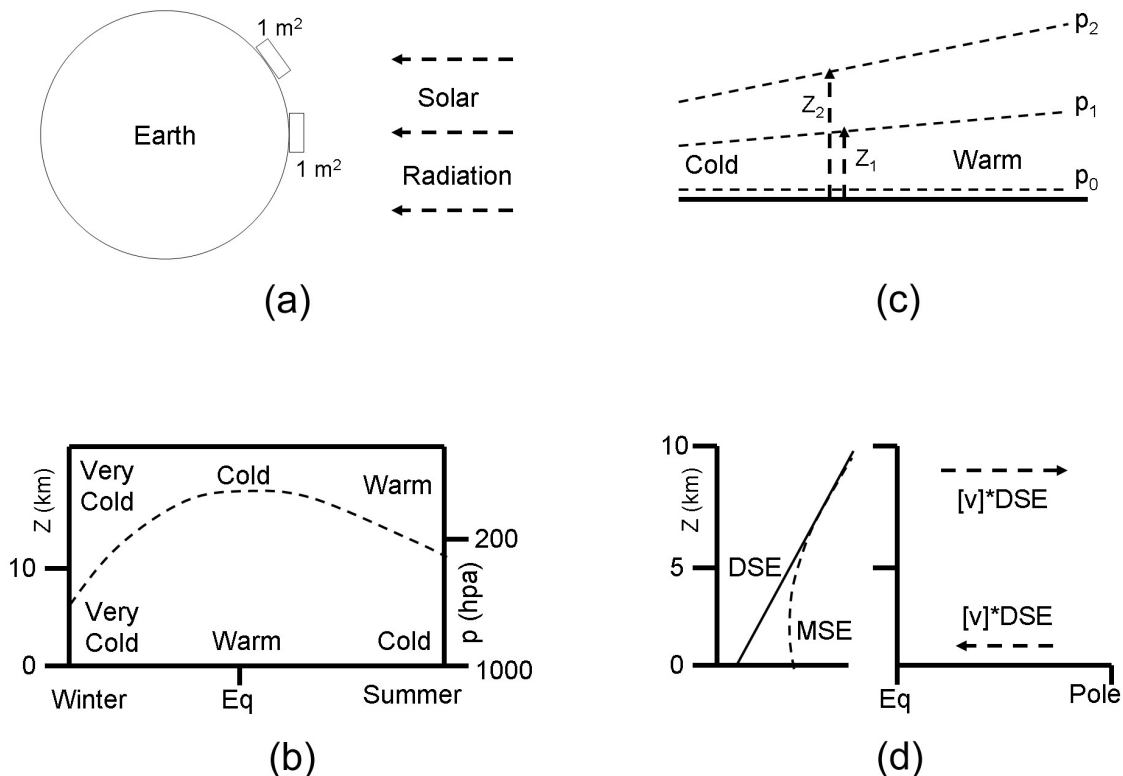 1 m²
Earth
1 m²
Solar
Radiation
(a)
p₂
Z₂
p₁
Cold
Z₁
Warm
p₀
(c)
Z (km)
10
0
Very
Cold
Cold
Warm
Very
Cold
Warm
Cold
200
1000
p (hpa)
Winter
Eq
Summer
(b)
Z (km)
10
5
0
DSE
MSE
[v]*DSE
[v]*DSE
Eq
Pole
(d)